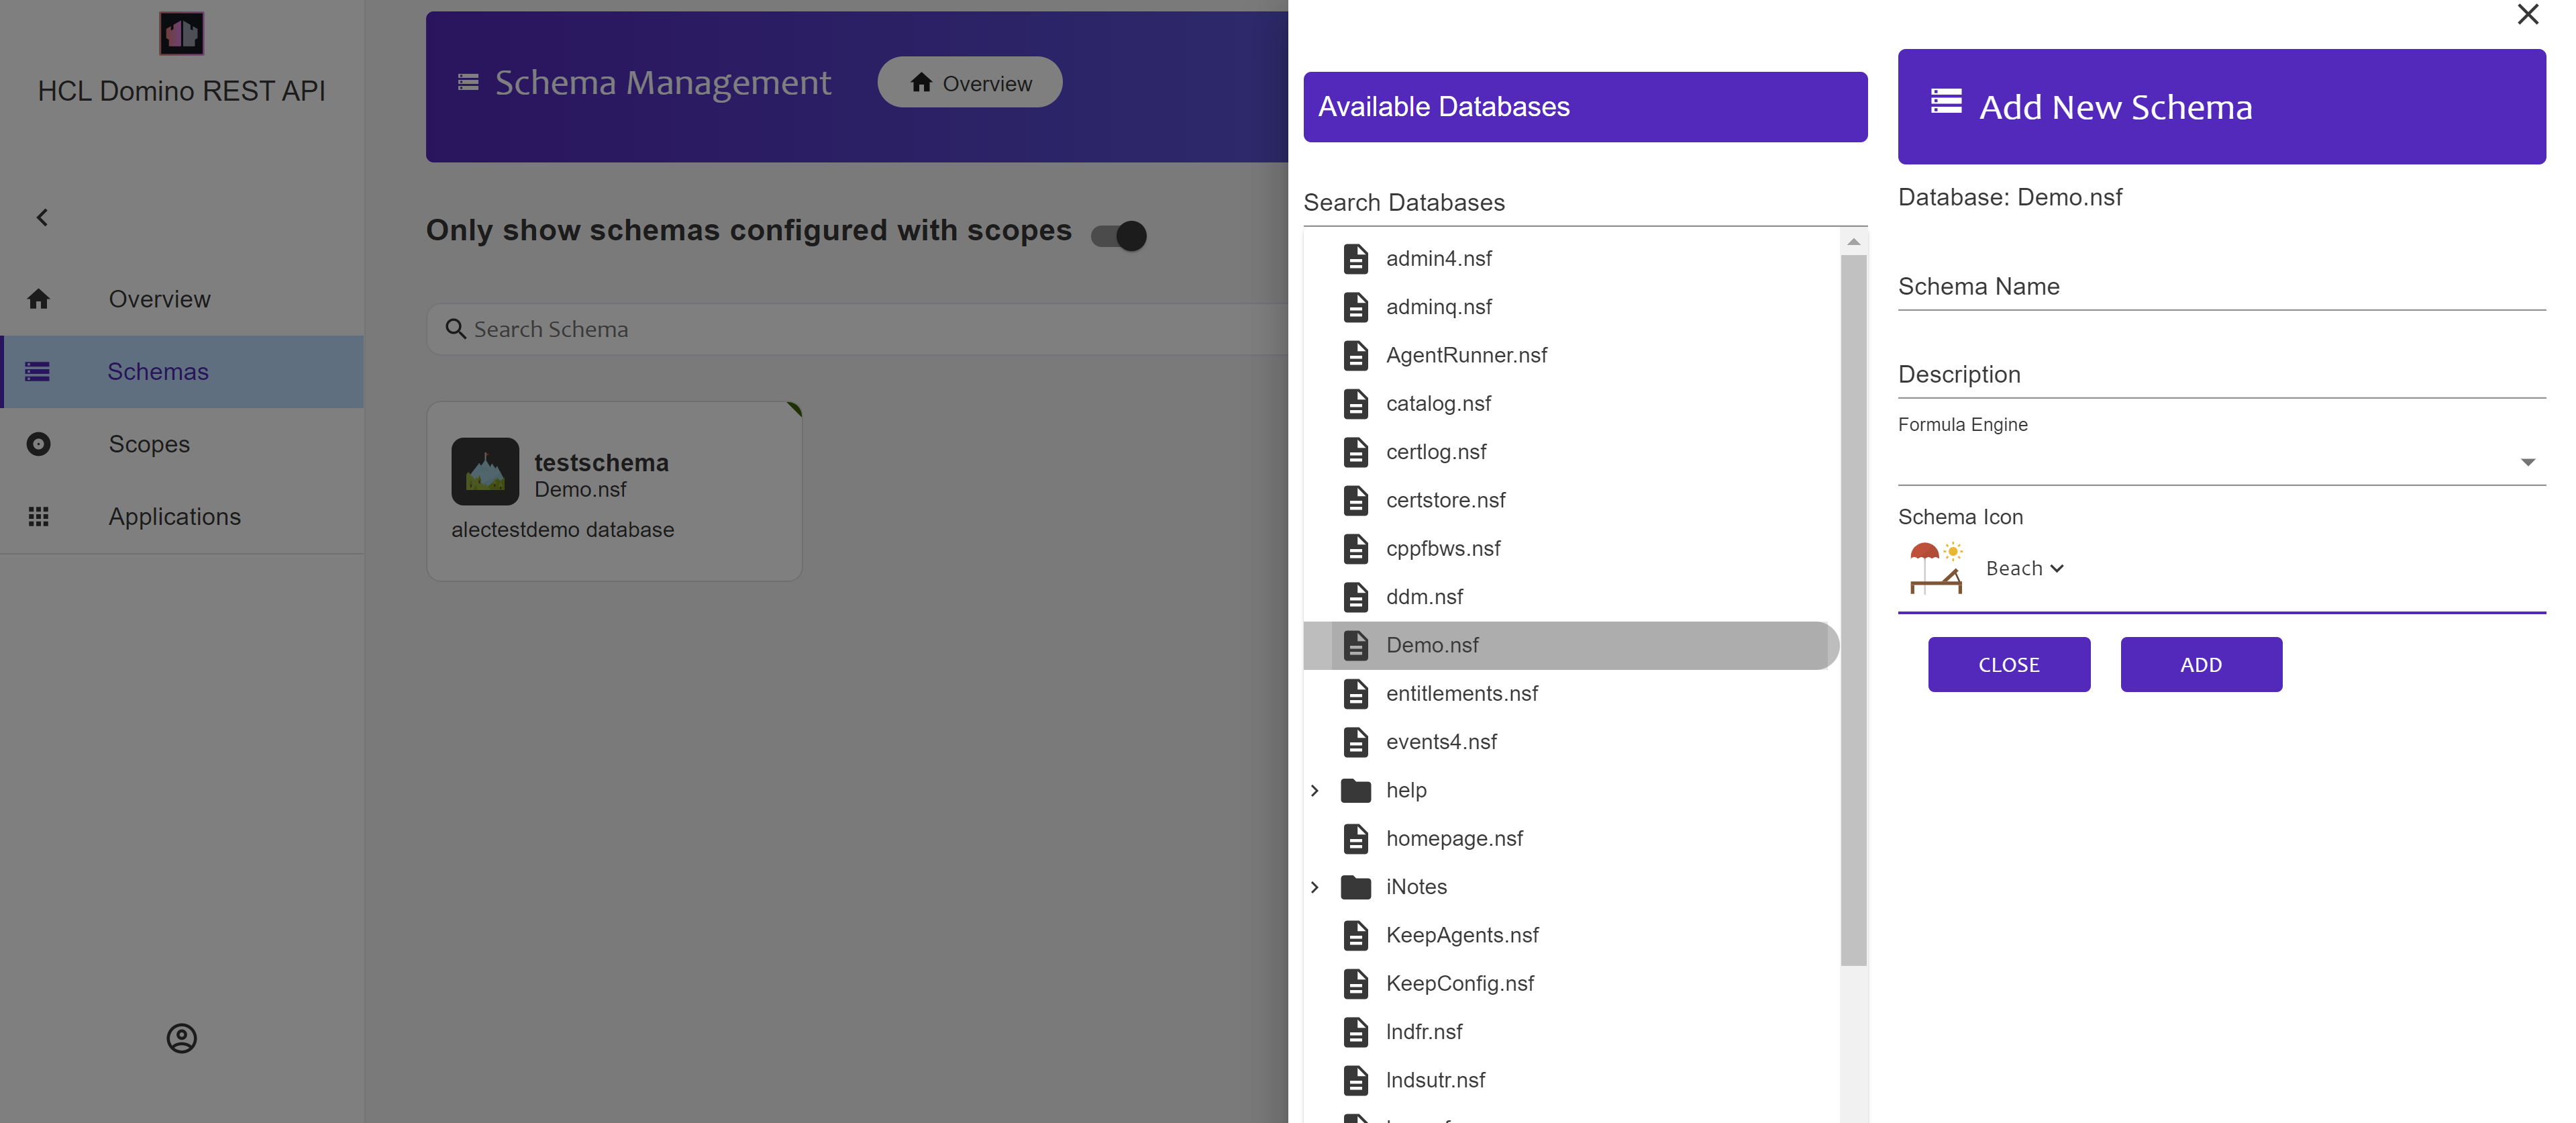 HCL Domino REST API
Overview
Schemas
Scopes
Applications
Schema Management
Overview
Only show schemas configured with scopes
Search Schema
testschema
Demo.nsf
alectestdemo database
Available Databases
Search Databases
admin4.nsf
adminq.nsf
AgentRunner.nsf
catalog.nsf
certlog.nsf
certstore.nsf
cppfbws.nsf
ddm.nsf
Demo.nsf
entitlements.nsf
events4.nsf
help
homepage.nsf
iNotes
KeepAgents.nsf
KeepConfig.nsf
lndfr.nsf
lndsutr.nsf
Add New Schema
Database: Demo.nsf
Schema Name
Description
Formula Engine
Schema Icon
Beach
CLOSE
ADD